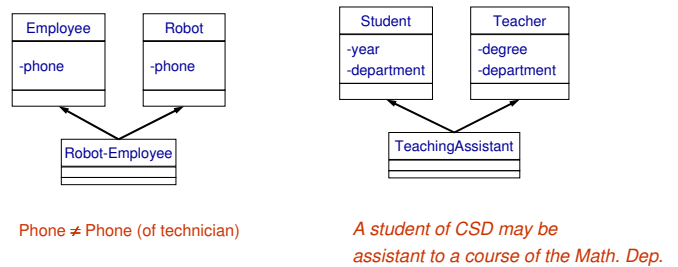 Employee
-phone
Robot
-phone
Robot-Employee
Phone ≠ Phone (of technician)
Student
-year
-department
Teacher
-degree
-department
TeachingAssistant
A student of CSD may be
assistant to a course of the Math. Dep.